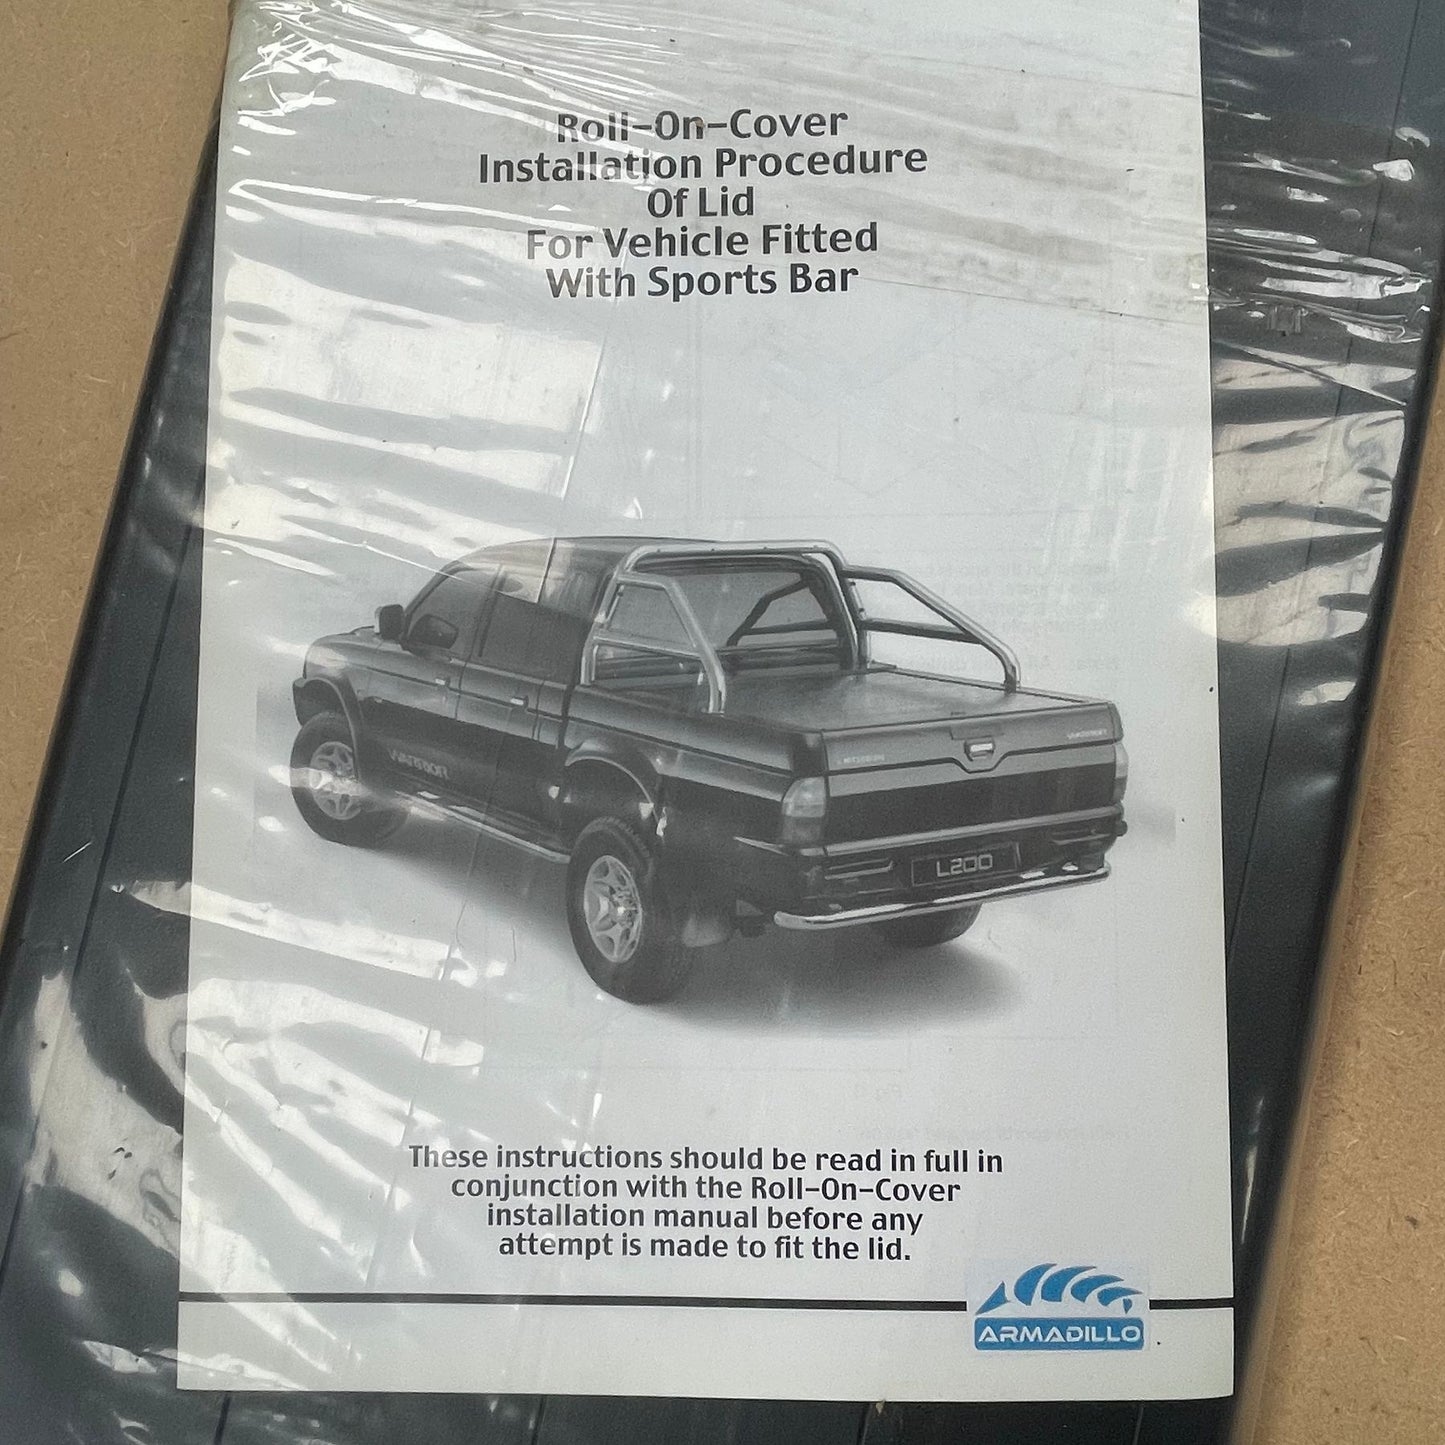 Roll-On-Cover
Installation Procedure
Of Lid
For Vehicle Fitted
With Sports Bar
WARRIOR
L200
These instructions should be read in full in
conjunction with the Roll-On-Cover
installation manual before any
attempt is made to fit the lid.
ARMADILLO